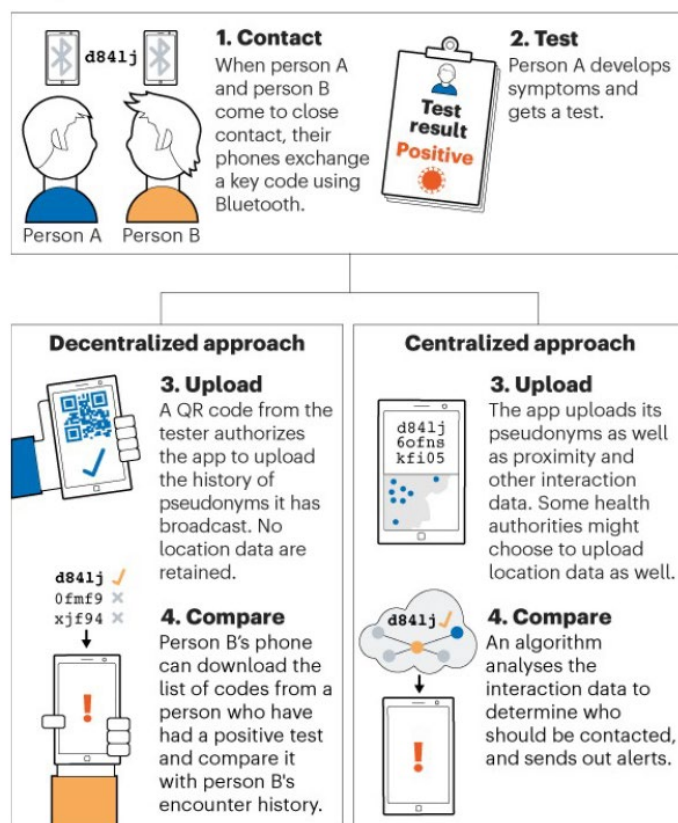 d841j
1. Contact
When person A
and person B
come to close
contact, their
phones exchange
a key code using
Bluetooth.
Person A
Person B
Test
result
Positive
2. Test
Person A develops
symptoms and
gets a test.
Decentralized approach
3. Upload
A QR code from the
tester authorizes
the app to upload
the history of
pseudonyms it has
broadcast. No
location data are
retained.
d841j
0fmf9
xjf94
4. Compare
Person B’s phone
can download the
list of codes from a
person who have
had a positive test
and compare it
with person B's
encounter history.
!
Centralized approach
d841j
6ofns
kfi05
3. Upload
The app uploads its
pseudonyms as well
as proximity and
other interaction
data. Some health
authorities might
choose to upload
location data as well.
d841j
4. Compare
An algorithm
analyses the
interaction data to
determine who
should be contacted,
and sends out alerts.
!